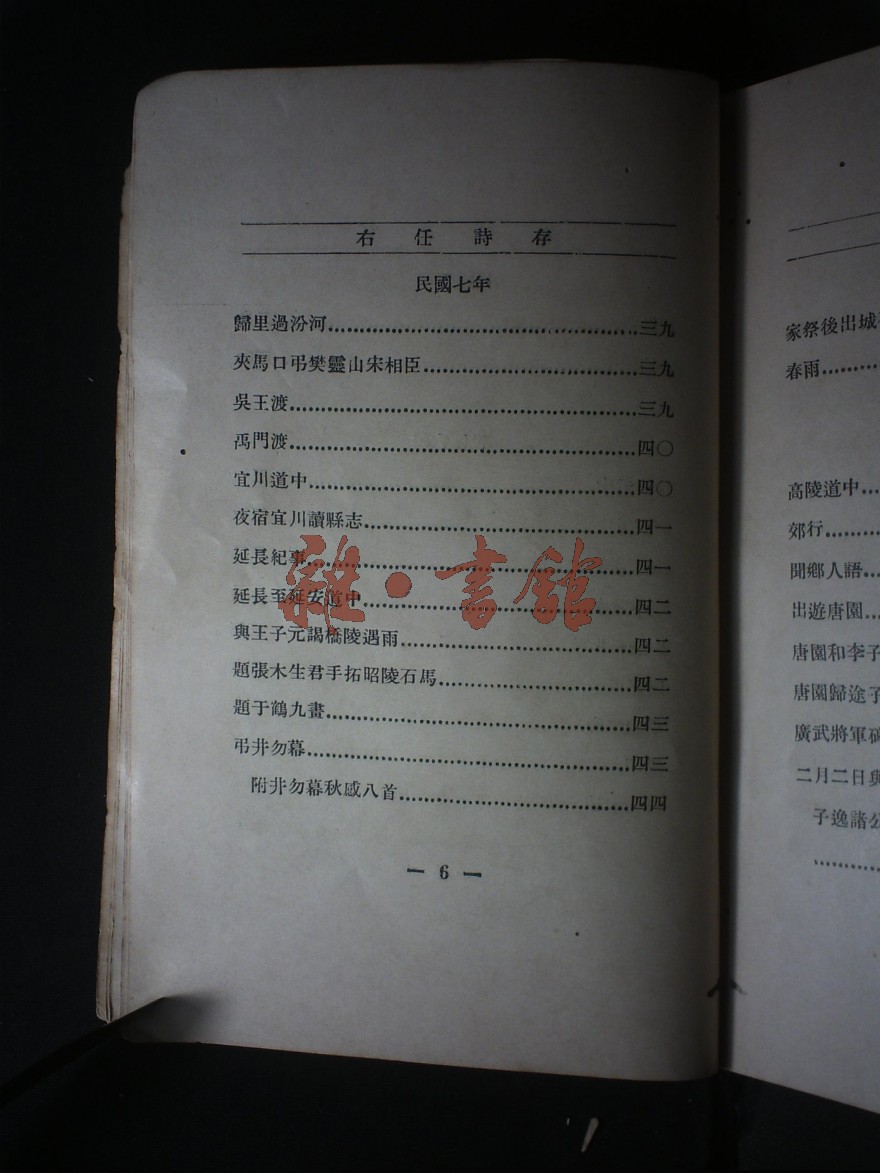 右任詩存
民國七年
歸里過汾河……三九
夾馬口弔樊靈山宋相臣……三九
吳王渡……三九
禹門渡……四〇
宜川道中……四〇
夜宿宜川讀縣志……四一
延長紀事……四一
延長至延安道中……四二
與王子元謁橋陵遇雨……四二
題張木生君手拓昭陵石馬……四二
題于鶴九畫……四三
弔井勿幕……四三
附井勿幕秋感八首……四四
— 6 —
雜·書館
家祭後出城
春雨……
高陵道中……
郊行……
聞鄉人語……
出遊唐園……
唐園和李子
唐園歸途子
廣武將軍碑
二月二日與
子逸諸公
……